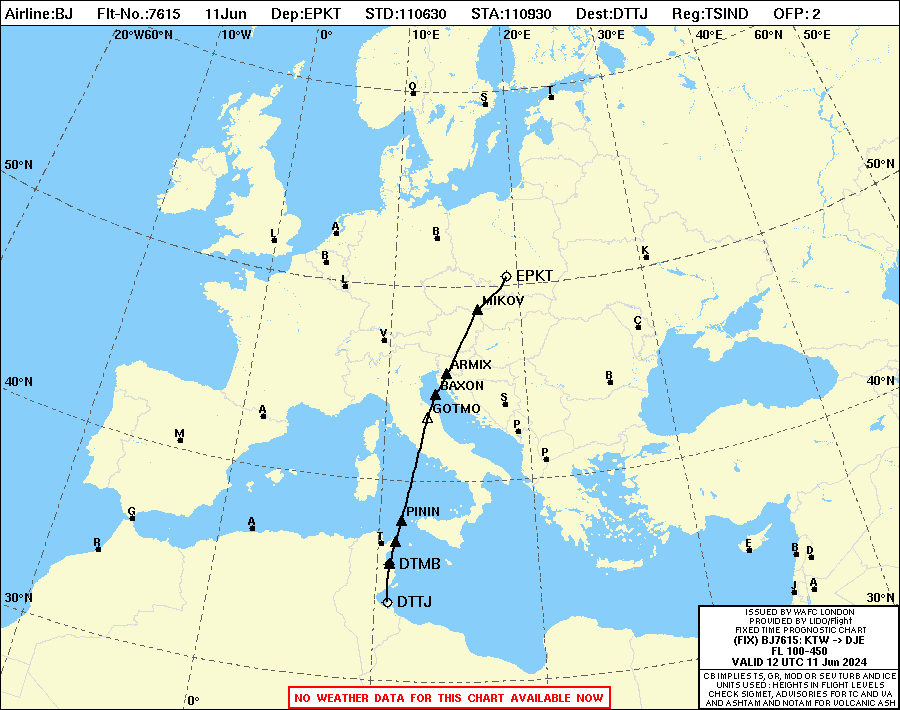 Airline:BJ Flt-No.:7615 11Jun Dep:EPKT STD:110630 STA:110930 Dest:DTTJ Reg:TSIND OFP: 2
20°W60°N 10°W 0° 10°E 20°E 30°E 40°E 60°N 50°E
O
S
T
50°N
50°N
L
A
B
B
K
L
EPKT
MIKOV
C
V
ARMIX
40°N
BAXON
B
40°N
A
GOTMO
S
M
P
P
G
PININ
A
R
T
E
B
D
DTMB
J
A
30°N
DTTJ
30°N
ISSUED BY WAFC LONDON
PROVIDED BY LIDO/Flight
FIXED TIME PROGNOSTIC CHART
(FIX) BJ7615: KTW -> DJE
FL 100-450
VALID 12 UTC 11 Jun 2024
CB IMPLIES TS, GR, MOD OR SEV TURB AND ICE
UNITS USED: HEIGHTS IN FLIGHT LEVELS
CHECK SIGMET, ADVISORIES FOR TC AND VA
AND ASHTAM AND NOTAM FOR VOLCANIC ASH
0°
NO WEATHER DATA FOR THIS CHART AVAILABLE NOW